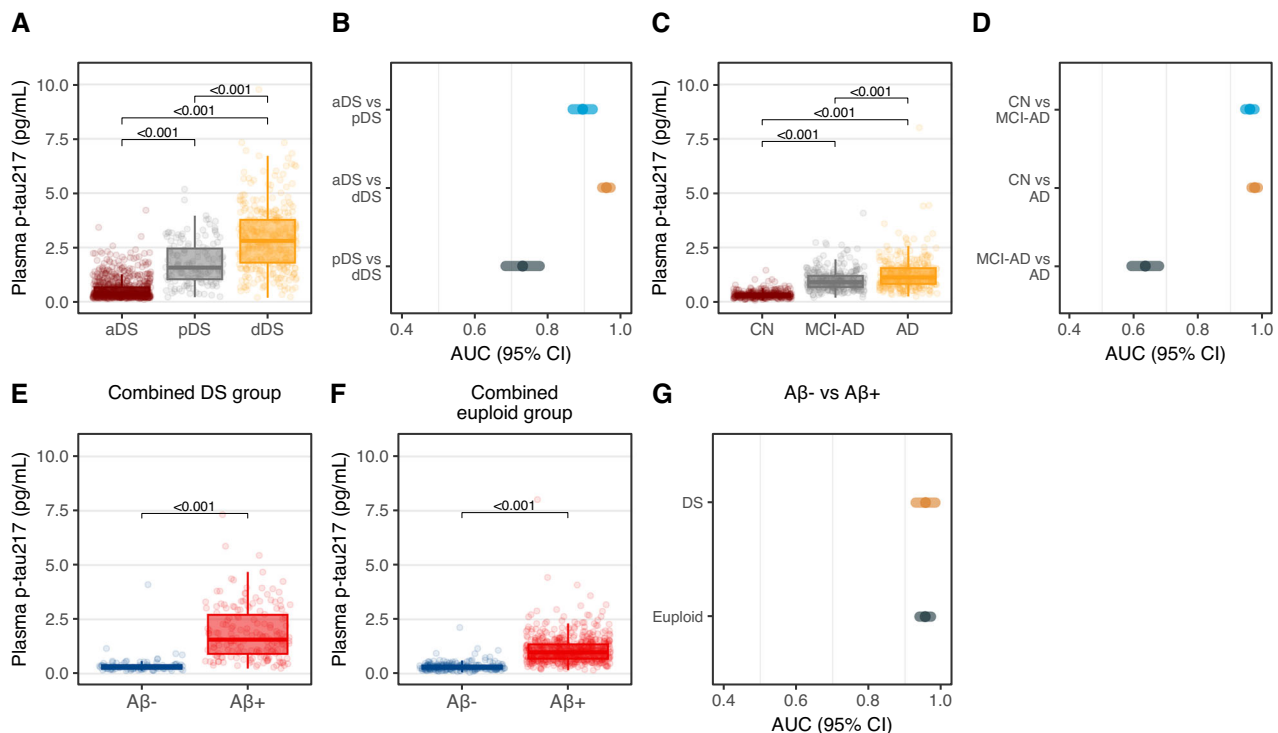 A
Plasma p-tau217 (pg/mL)
10.0
7.5
5.0
2.5
0.0
<0.001
<0.001
<0.001
aDS
pDS
dDS
B
aDS vs
pDS
aDS vs
dDS
pDS vs
dDS
0.4
0.6
0.8
1.0
AUC (95% CI)
C
Plasma p-tau217 (pg/mL)
10.0
7.5
5.0
2.5
0.0
<0.001
<0.001
<0.001
CN
MCI-AD
AD
D
CN vs
MCI-AD
CN vs
AD
MCI-AD vs
AD
0.4
0.6
0.8
1.0
AUC (95% CI)
E
Combined DS group
Plasma p-tau217 (pg/mL)
10.0
7.5
5.0
2.5
0.0
<0.001
Aβ-
Aβ+
F
Combined
euploid group
Plasma p-tau217 (pg/mL)
10.0
7.5
5.0
2.5
0.0
<0.001
Aβ-
Aβ+
G
Aβ- vs Aβ+
DS
Euploid
0.4
0.6
0.8
1.0
AUC (95% CI)